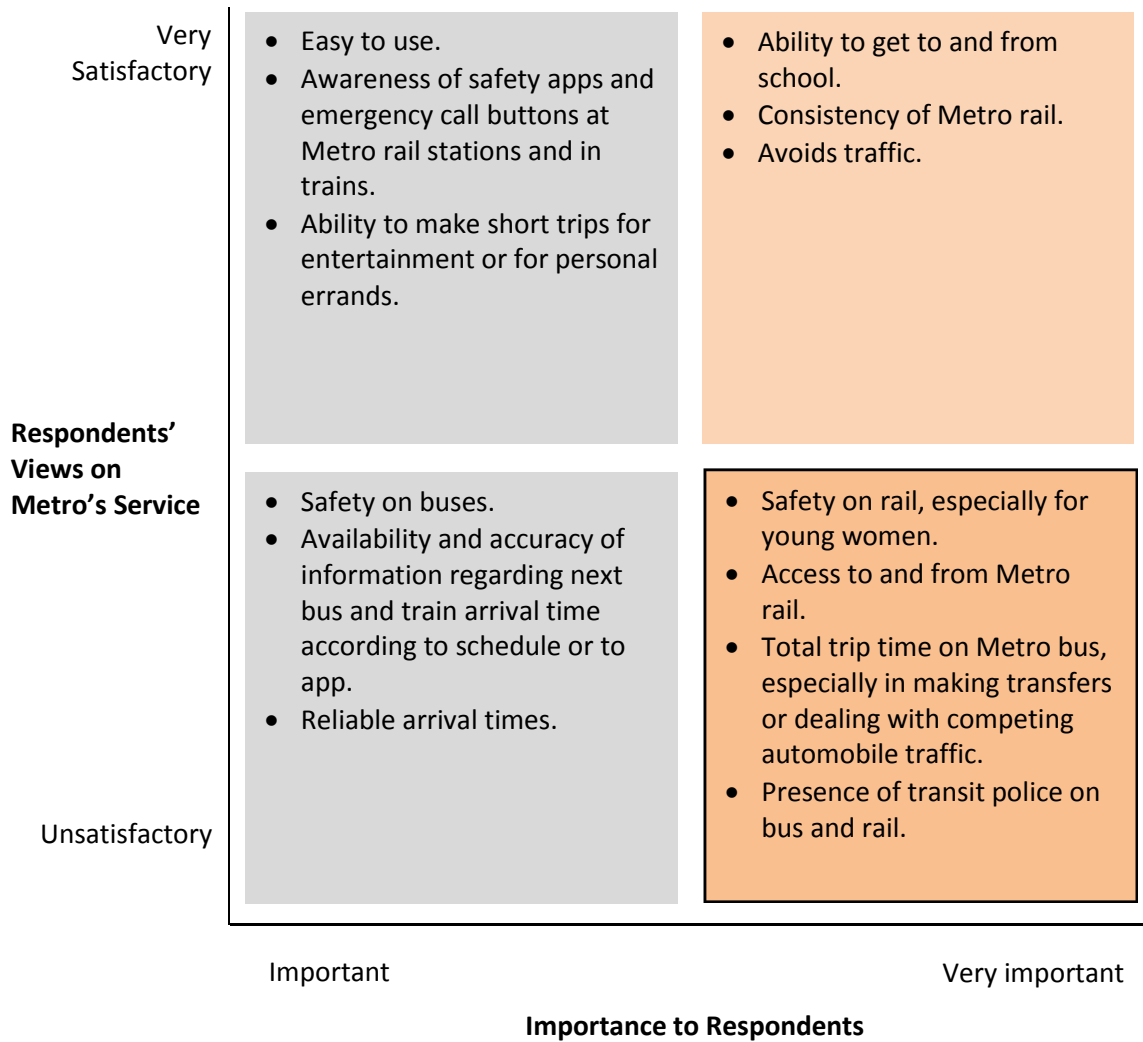 Very
Satisfactory
• Easy to use.
• Awareness of safety apps and
emergency call buttons at
Metro rail stations and in
trains.
• Ability to make short trips for
entertainment or for personal
errands.
• Ability to get to and from
school.
• Consistency of Metro rail.
• Avoids traffic.
Respondents’
Views on
Metro’s Service
• Safety on buses.
• Availability and accuracy of
information regarding next
bus and train arrival time
according to schedule or to
app.
• Reliable arrival times.
• Safety on rail, especially for
young women.
• Access to and from Metro
rail.
• Total trip time on Metro bus,
especially in making transfers
or dealing with competing
automobile traffic.
• Presence of transit police on
bus and rail.
Unsatisfactory
Important
Very important
Importance to Respondents